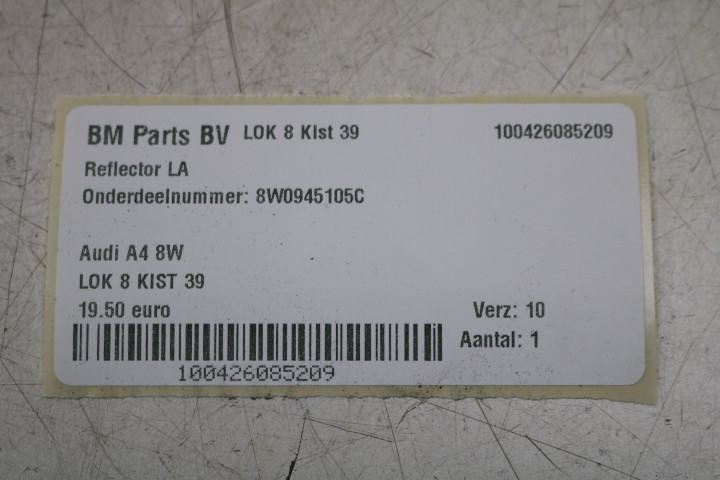 BM Parts BV LOK 8 KIst 39 100426085209
Reflector LA
Onderdeelnummer: 8W0945105C
Audi A4 8W
LOK 8 KIST 39
19.50 euro Verz: 10
Aantal: 1
100426085209